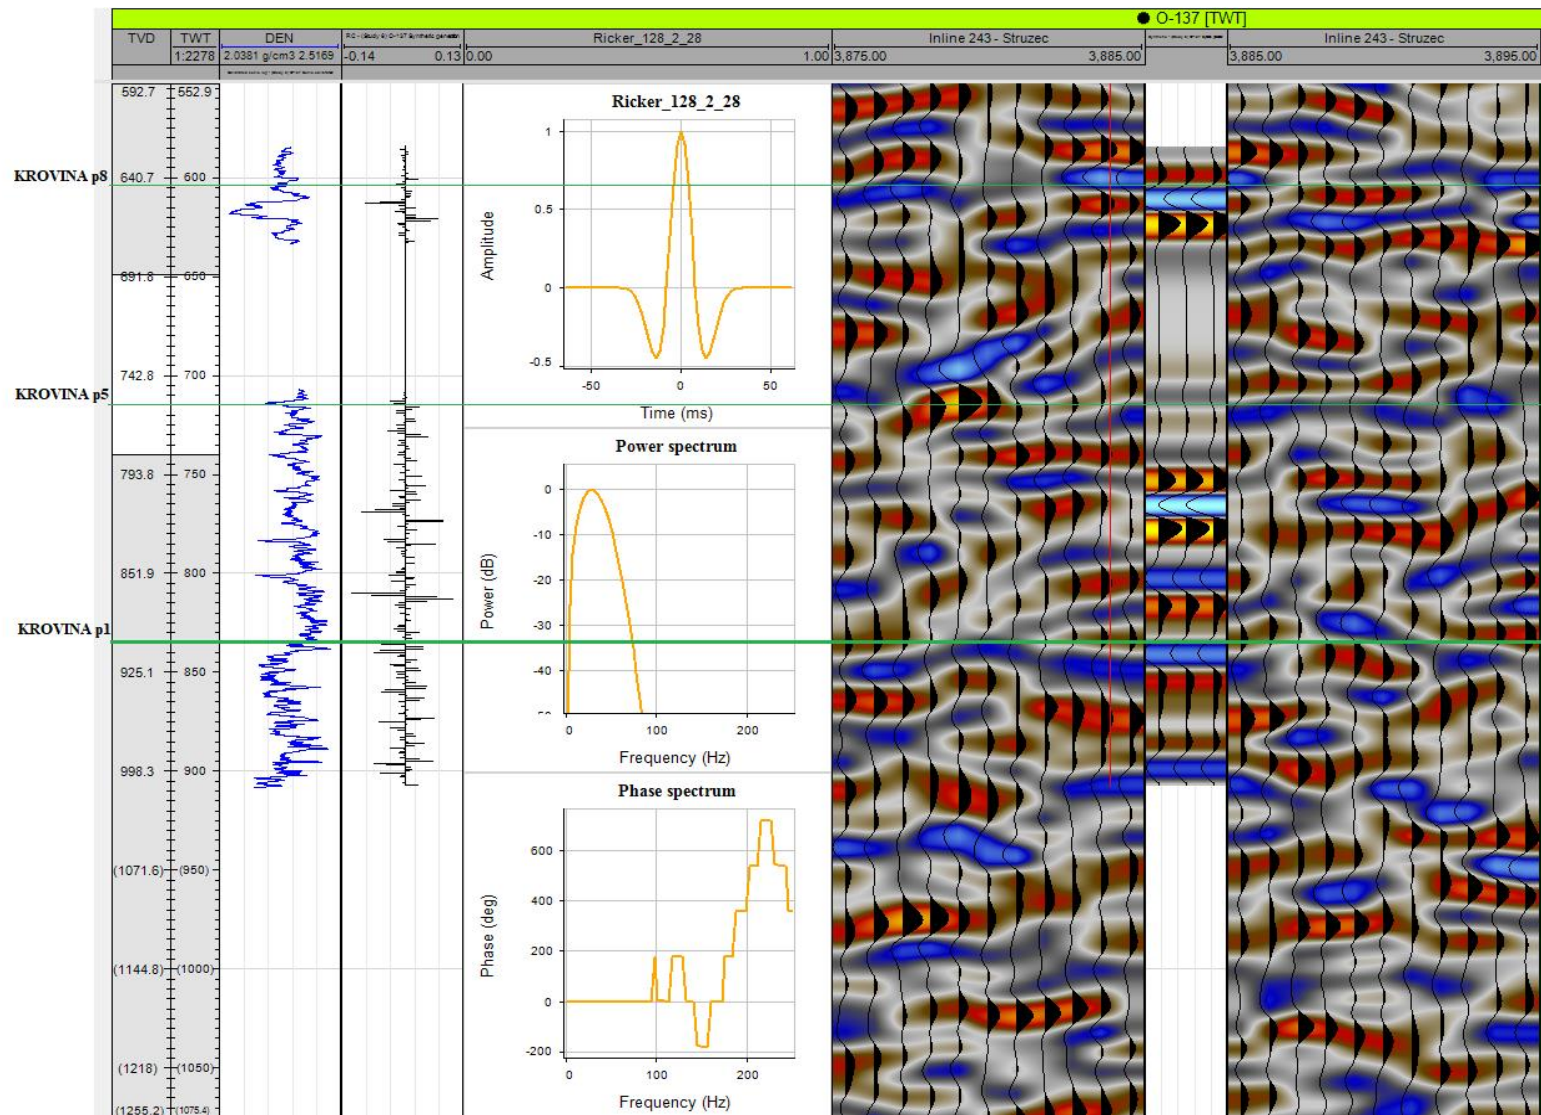 ● O-137 [TWT]
TVD TWT DEN Ricker_128_2_28 Inline 243 - Struzec Inline 243 - Struzec
1:2278 2.0381 g/cm3 2.5169 -0.14 0.13 0.00 1.00 3,875.00 3,885.00 3,885.00 3,895.00
592.7 552.9
KROVINA p8 640.7 600
891.8 650
742.8 700
KROVINA p5
793.8 750
851.9 800
KROVINA p1
925.1 850
998.3 900
(1071.6) (950)
(1144.8) (1000)
(1218) (1050)
(1255.2) (1075.4)
Ricker_128_2_28
Amplitude
1
0.5
0
-0.5
-50 0 50
Time (ms)
Power spectrum
Power (dB)
0
-10
-20
-30
-40
0 100 200
Frequency (Hz)
Phase spectrum
Phase (deg)
600
400
200
0
-200
0 100 200
Frequency (Hz)